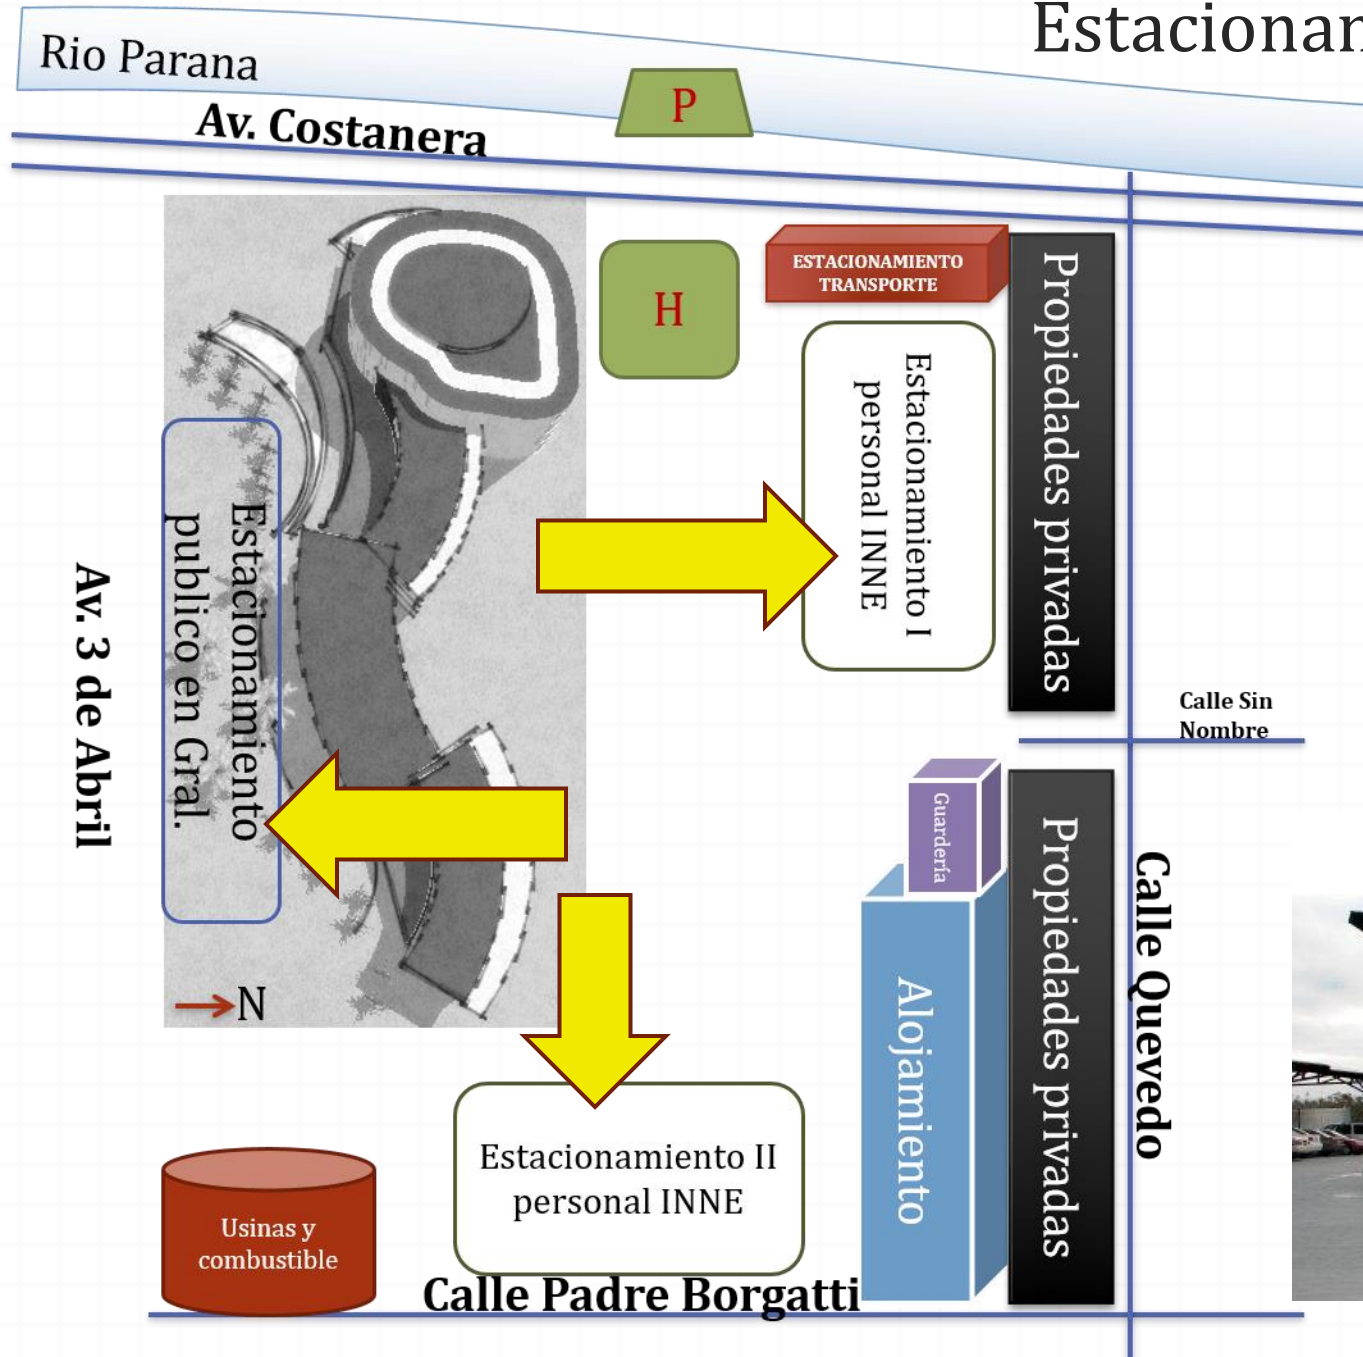 Estacionam
Rio Parana
P
Av. Costanera
H
ESTACIONAMIENTO
TRANSPORTE
Propiedades privadas
Estacionamiento I
personal INNE
Estacionamiento
publico en Gral.
Av. 3 de Abril
Calle Sin
Nombre
Guardería
Propiedades privadas
Calle Quevedo
Alojamiento
N
Estacionamiento II
personal INNE
Usinas y
combustible
Calle Padre Borgatti